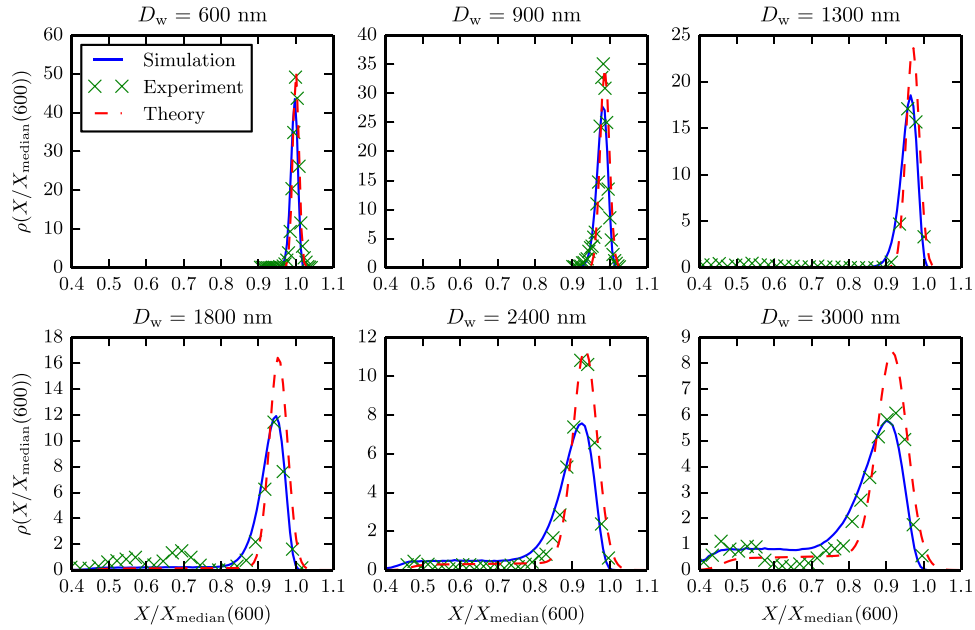 D_w = 600 nm
D_w = 900 nm
D_w = 1300 nm
60
50
40
30
20
10
0
ρ(X/X_median(600))
Simulation
Experiment
Theory
0.4 0.5 0.6 0.7 0.8 0.9 1.0 1.1
40
35
30
25
20
15
10
5
0
0.4 0.5 0.6 0.7 0.8 0.9 1.0 1.1
25
20
15
10
5
0
0.4 0.5 0.6 0.7 0.8 0.9 1.0 1.1
D_w = 1800 nm
D_w = 2400 nm
D_w = 3000 nm
18
16
14
12
10
8
6
4
2
0
ρ(X/X_median(600))
0.4 0.5 0.6 0.7 0.8 0.9 1.0 1.1
X/X_median(600)
12
10
8
6
4
2
0
0.4 0.5 0.6 0.7 0.8 0.9 1.0 1.1
X/X_median(600)
9
8
7
6
5
4
3
2
1
0
0.4 0.5 0.6 0.7 0.8 0.9 1.0 1.1
X/X_median(600)